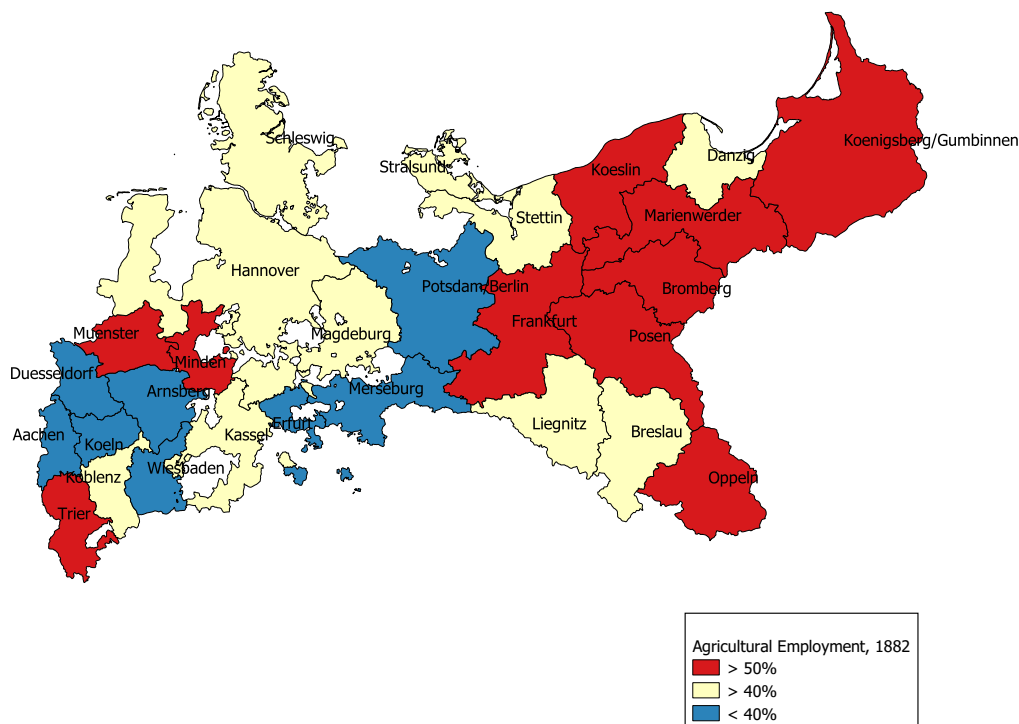 Schleswig
Koenigsberg/Gumbinnen
Danzig
Stralsund
Koeslin
Marienwerder
Stettin
Hannover
Potsdam/Berlin
Bromberg
Frankfurt
Muenster
Magdeburg
Posen
Minden
Duesseldorf
Arnsberg
Merseburg
Erfurt
Liegnitz
Aachen
Koeln
Kassel
Breslau
Wiesbaden
Koblenz
Oppeln
Trier
Agricultural Employment, 1882
> 50%
> 40%
< 40%